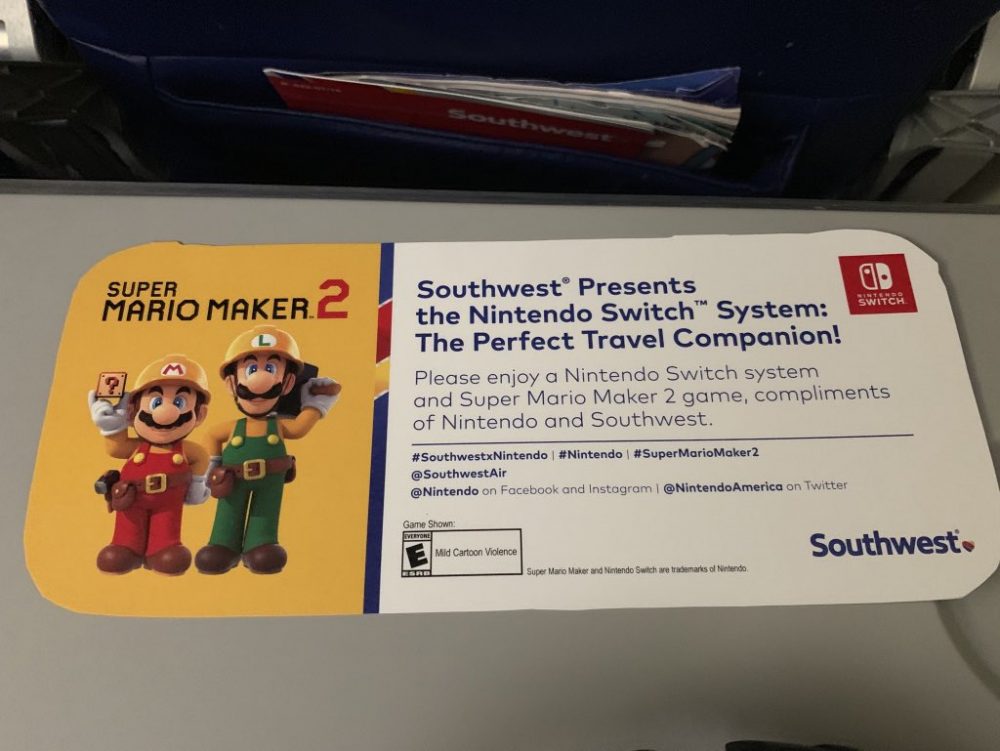 Southwest
SUPER
MARIO MAKER™ 2
?
M
L
Southwest® Presents
the Nintendo Switch™ System:
The Perfect Travel Companion!
NINTENDO
SWITCH
Please enjoy a Nintendo Switch system
and Super Mario Maker 2 game, compliments
of Nintendo and Southwest.
#SouthwestxNintendo | #Nintendo | #SuperMarioMaker2
@SouthwestAir
@Nintendo on Facebook and Instagram | @NintendoAmerica on Twitter
Game Shown:
EVERYONE
E
ESRB
Mild Cartoon Violence
Super Mario Maker and Nintendo Switch are trademarks of Nintendo.
Southwest®